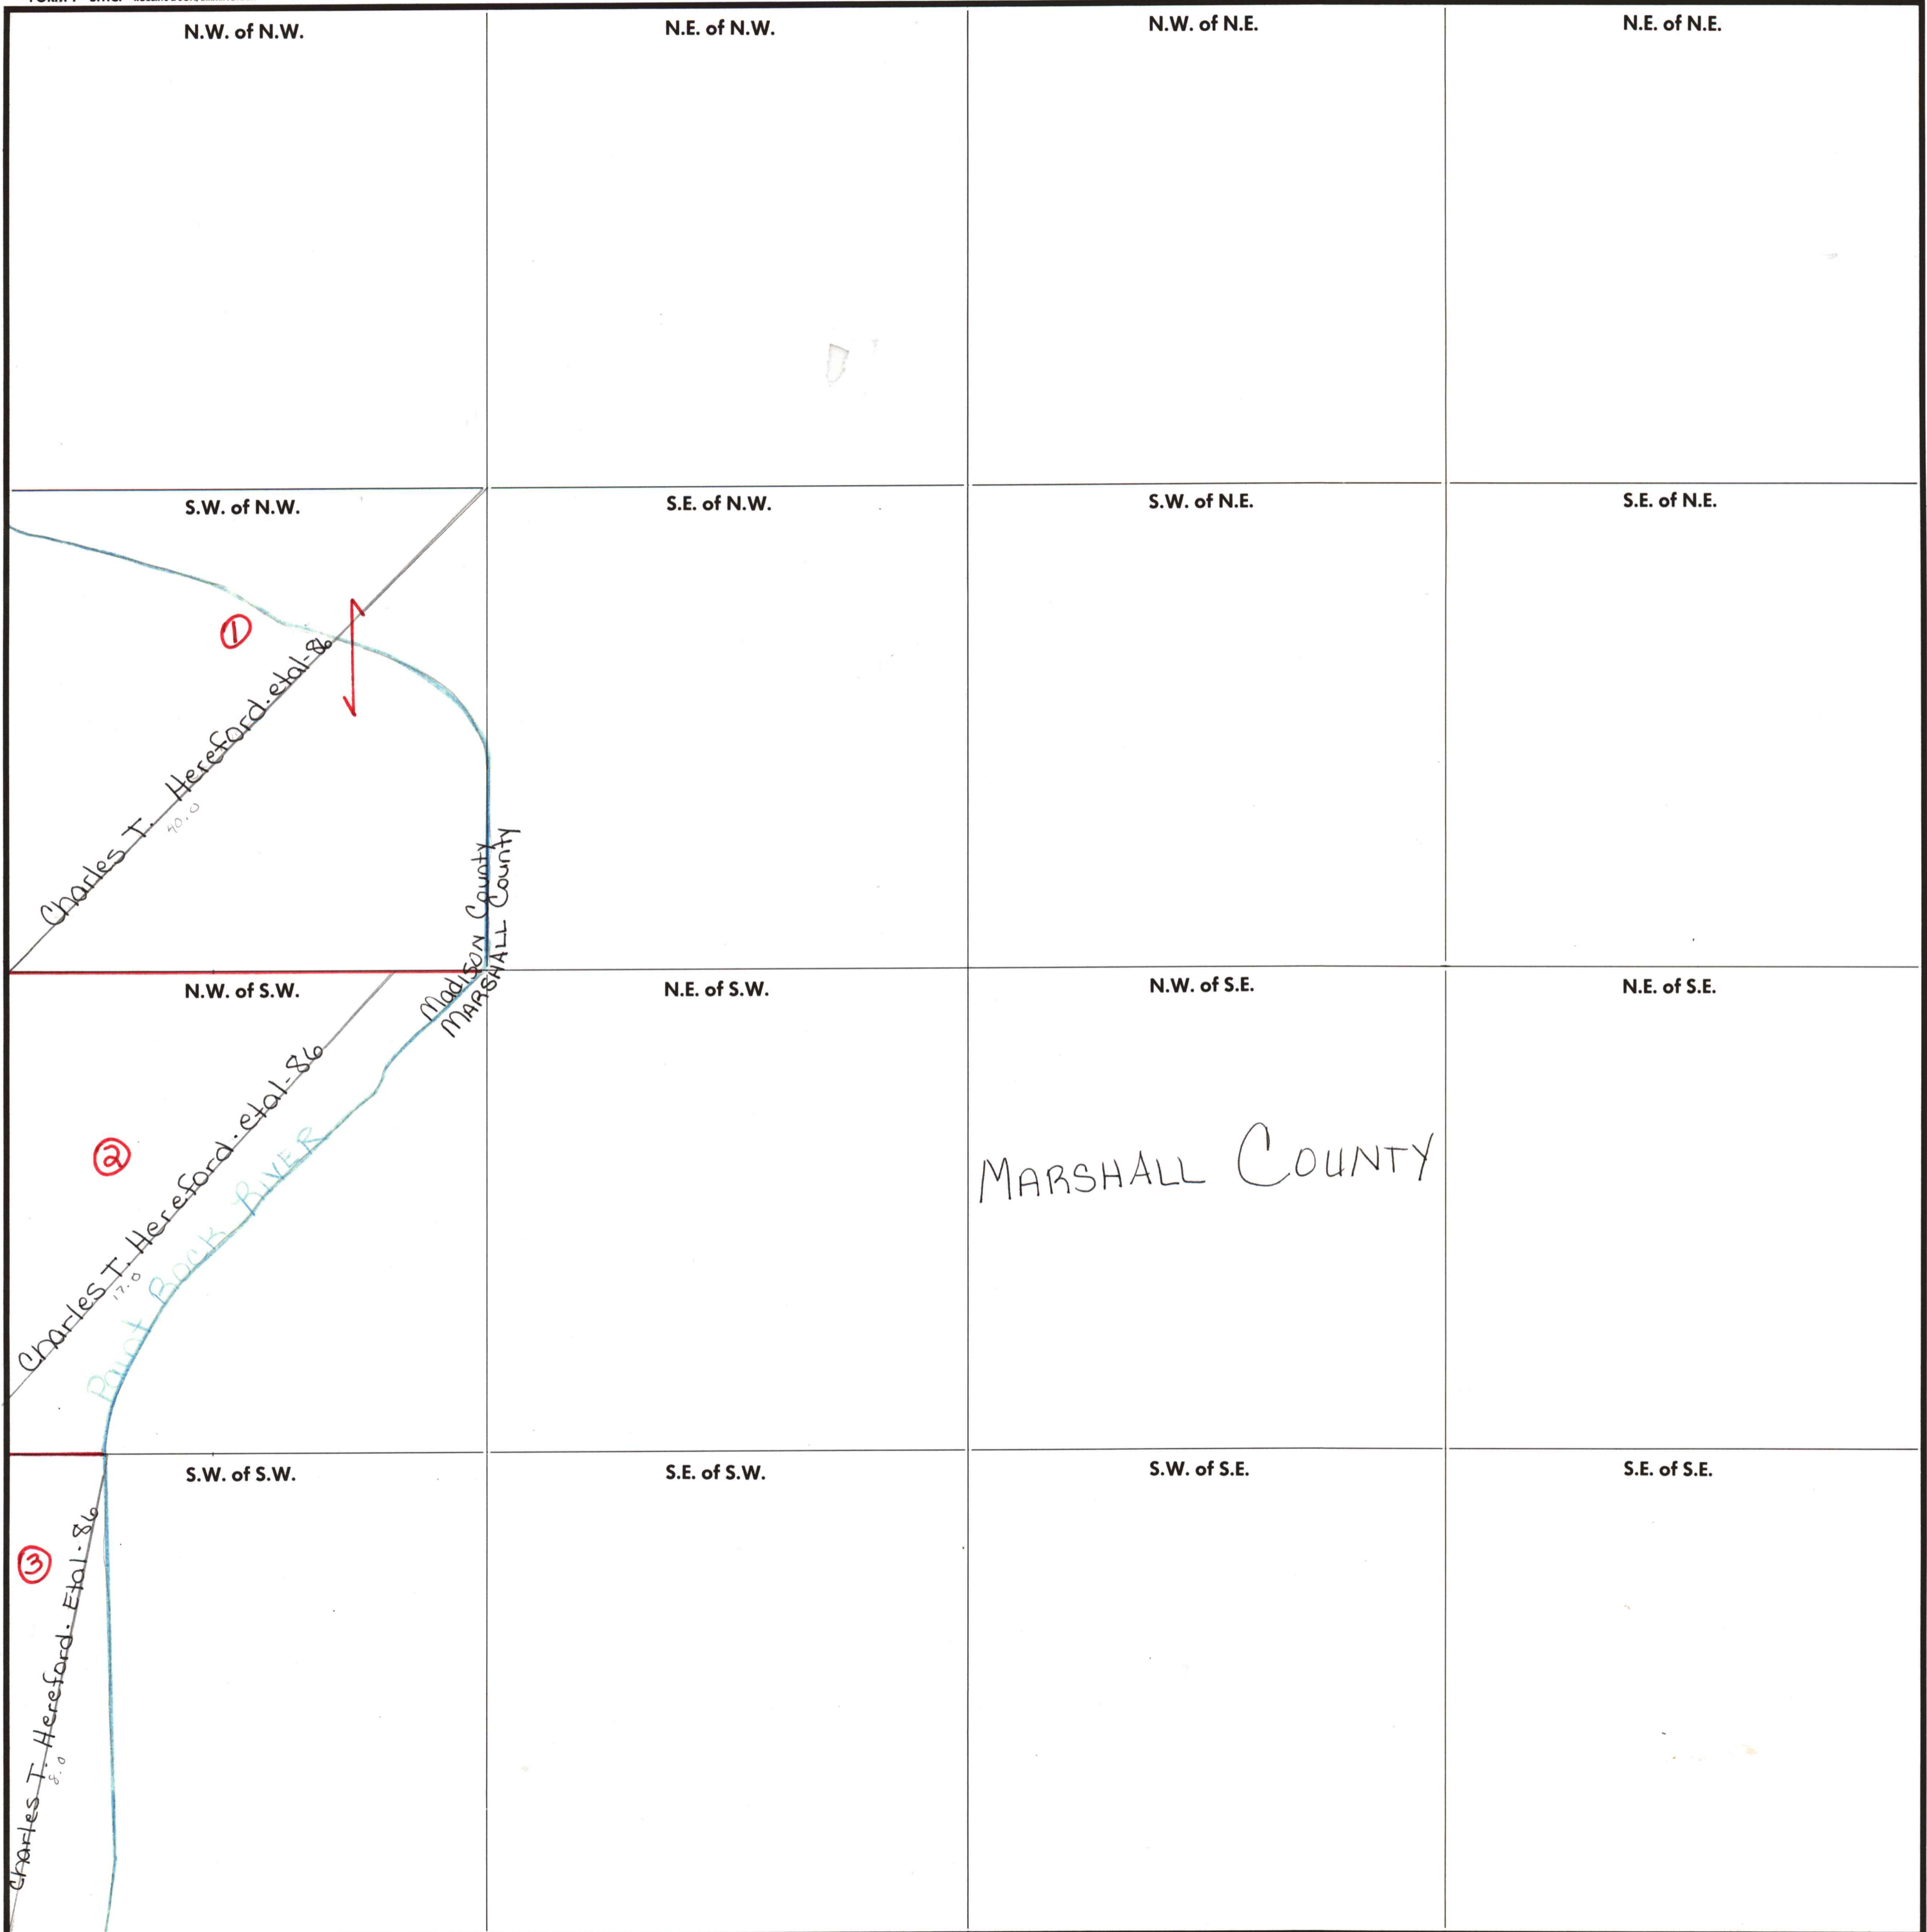 N.W. of N.W.
N.E. of N.W.
N.W. of N.E.
N.E. of N.E.
S.W. of N.W.
S.E. of N.W.
S.W. of N.E.
S.E. of N.E.
1
Charles T. Hereford. etal-86
40.0
Madison County
MARSHALL County
N.W. of S.W.
N.E. of S.W.
N.W. of S.E.
N.E. of S.E.
2
Charles T. Hereford. etal-86
17.0
Paint Rock RIVER
MARSHALL COUNTY
S.W. of S.W.
S.E. of S.W.
S.W. of S.E.
S.E. of S.E.
3
Charles T. Hereford. Etal-86
8.0